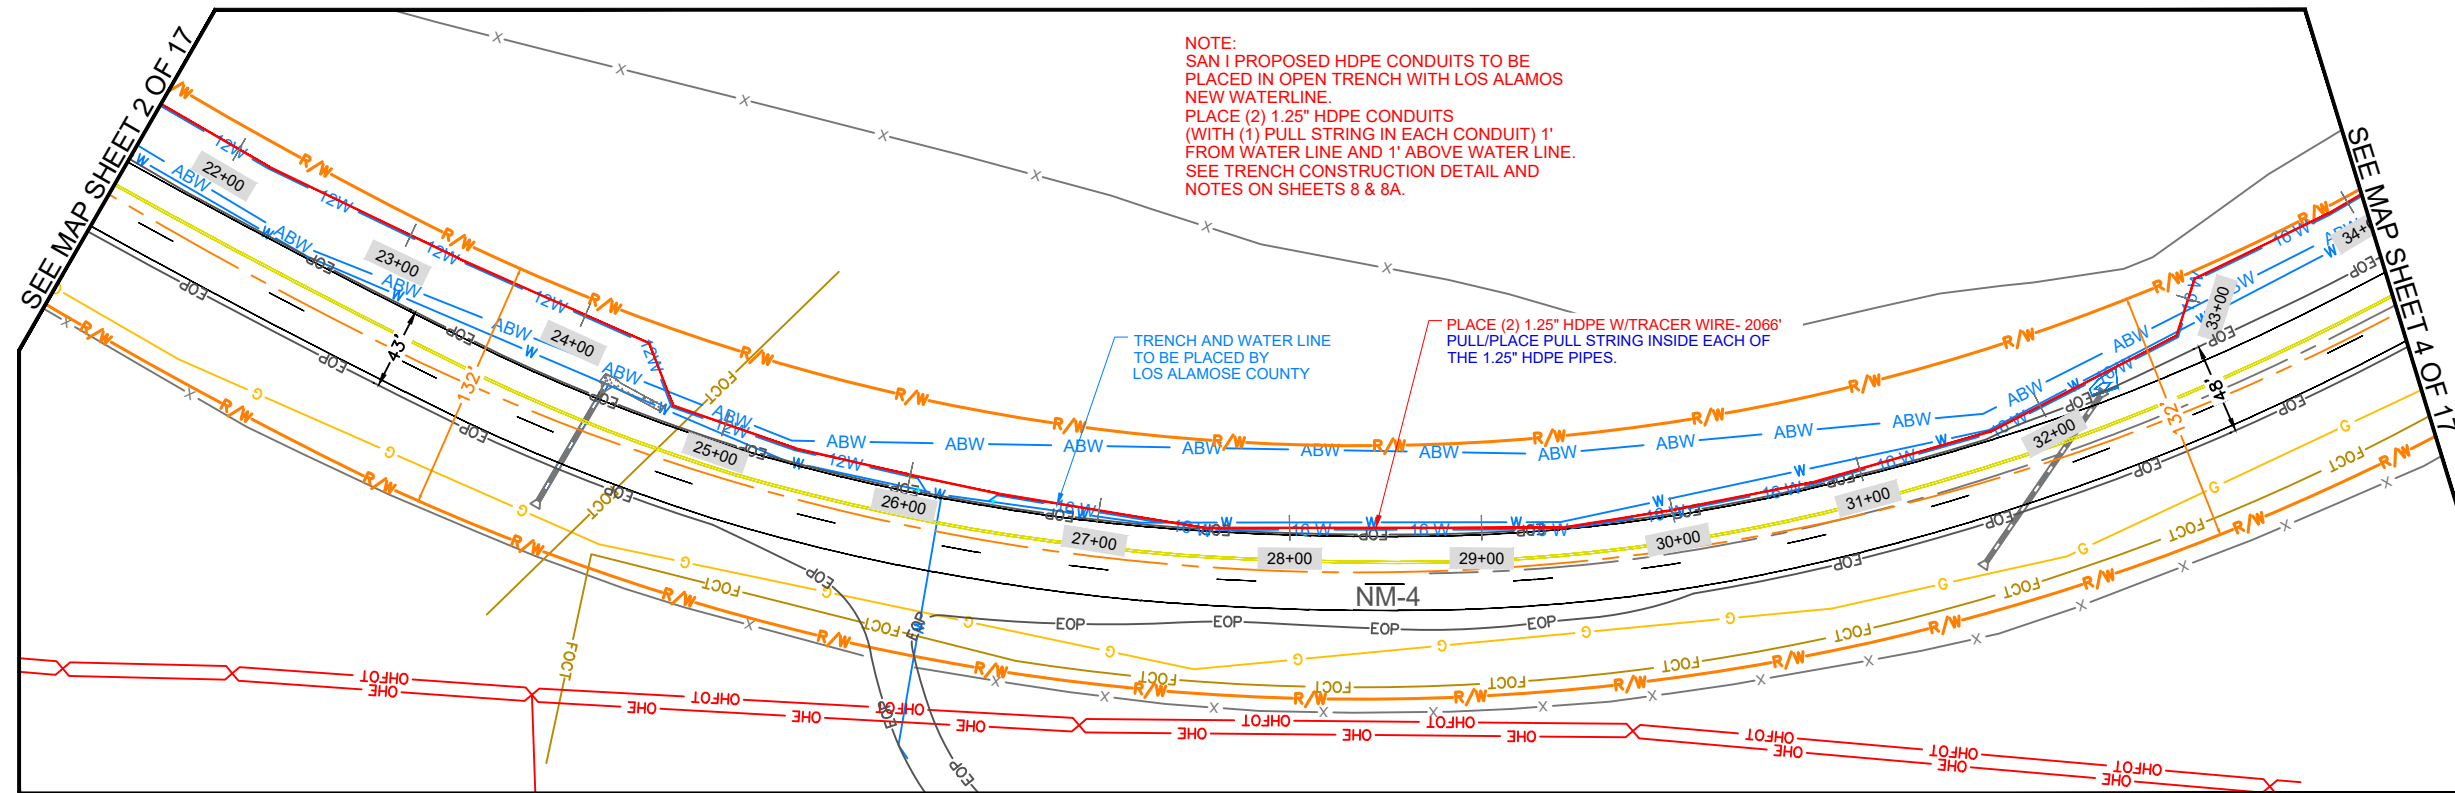 SEE MAP SHEET 2 OF 17
SEE MAP SHEET 4 OF 17
NOTE:
SAN I PROPOSED HDPE CONDUITS TO BE
PLACED IN OPEN TRENCH WITH LOS ALAMOS
NEW WATERLINE.
PLACE (2) 1.25" HDPE CONDUITS
(WITH (1) PULL STRING IN EACH CONDUIT) 1'
FROM WATER LINE AND 1' ABOVE WATER LINE.
SEE TRENCH CONSTRUCTION DETAIL AND
NOTES ON SHEETS 8 & 8A.
TRENCH AND WATER LINE
TO BE PLACED BY
LOS ALAMOSE COUNTY
PLACE (2) 1.25" HDPE W/TRACER WIRE- 2066'
PULL/PLACE PULL STRING INSIDE EACH OF
THE 1.25" HDPE PIPES.
22+00
23+00
24+00
25+00
26+00
27+00
28+00
29+00
30+00
31+00
32+00
33+00
43'
132'
48'
NM-4
R/W
12W
16 W
ABW
W
EOP
G
FOCT
X
OHFOT
OHE